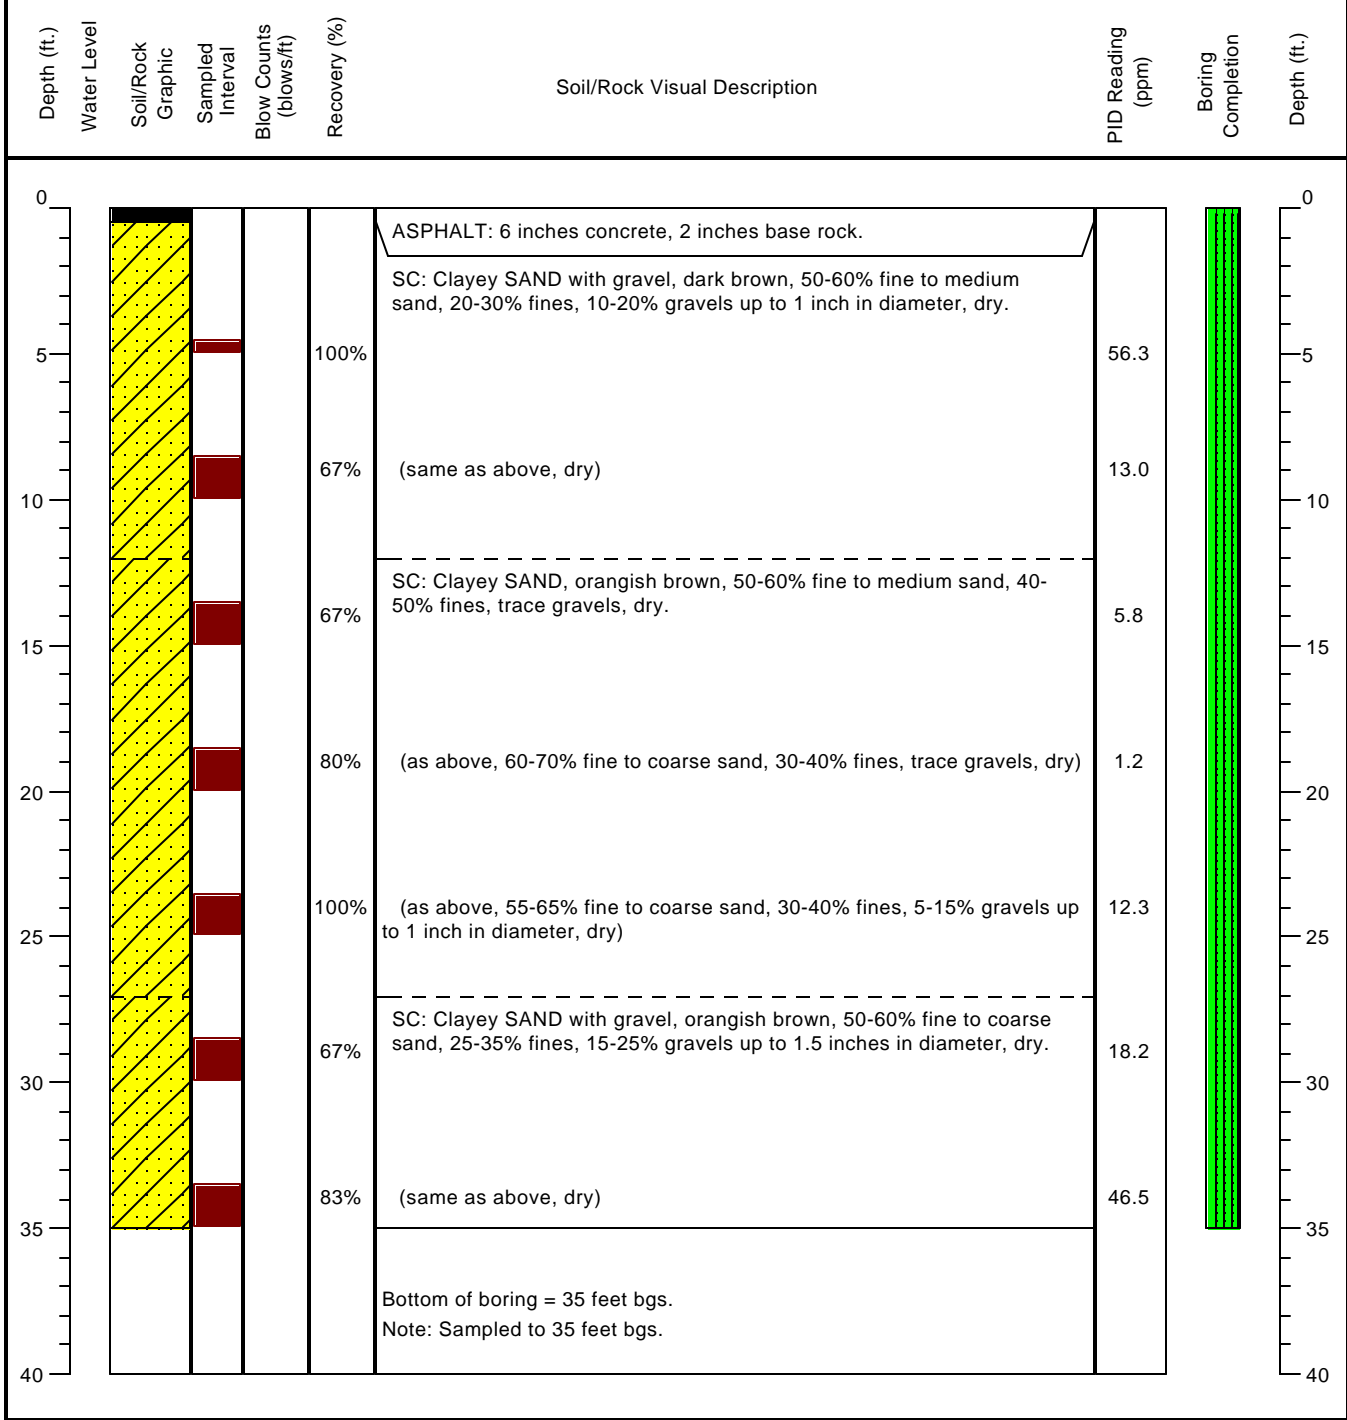 Depth (ft.)
Water Level
Soil/Rock
Graphic
Sampled
Interval
Blow Counts
(blows/ft)
Recovery (%)
Soil/Rock Visual Description
PID Reading
(ppm)
Boring
Completion
Depth (ft.)
0
0
ASPHALT: 6 inches concrete, 2 inches base rock.
SC: Clayey SAND with gravel, dark brown, 50-60% fine to medium
sand, 20-30% fines, 10-20% gravels up to 1 inch in diameter, dry.
5
100%
56.3
5
67%
(same as above, dry)
13.0
10
10
SC: Clayey SAND, orangish brown, 50-60% fine to medium sand, 40-
50% fines, trace gravels, dry.
67%
5.8
15
15
80%
(as above, 60-70% fine to coarse sand, 30-40% fines, trace gravels, dry)
1.2
20
20
100%
(as above, 55-65% fine to coarse sand, 30-40% fines, 5-15% gravels up
12.3
to 1 inch in diameter, dry)
25
25
SC: Clayey SAND with gravel, orangish brown, 50-60% fine to coarse
sand, 25-35% fines, 15-25% gravels up to 1.5 inches in diameter, dry.
67%
18.2
30
30
83%
(same as above, dry)
46.5
35
35
Bottom of boring = 35 feet bgs.
Note: Sampled to 35 feet bgs.
40
40